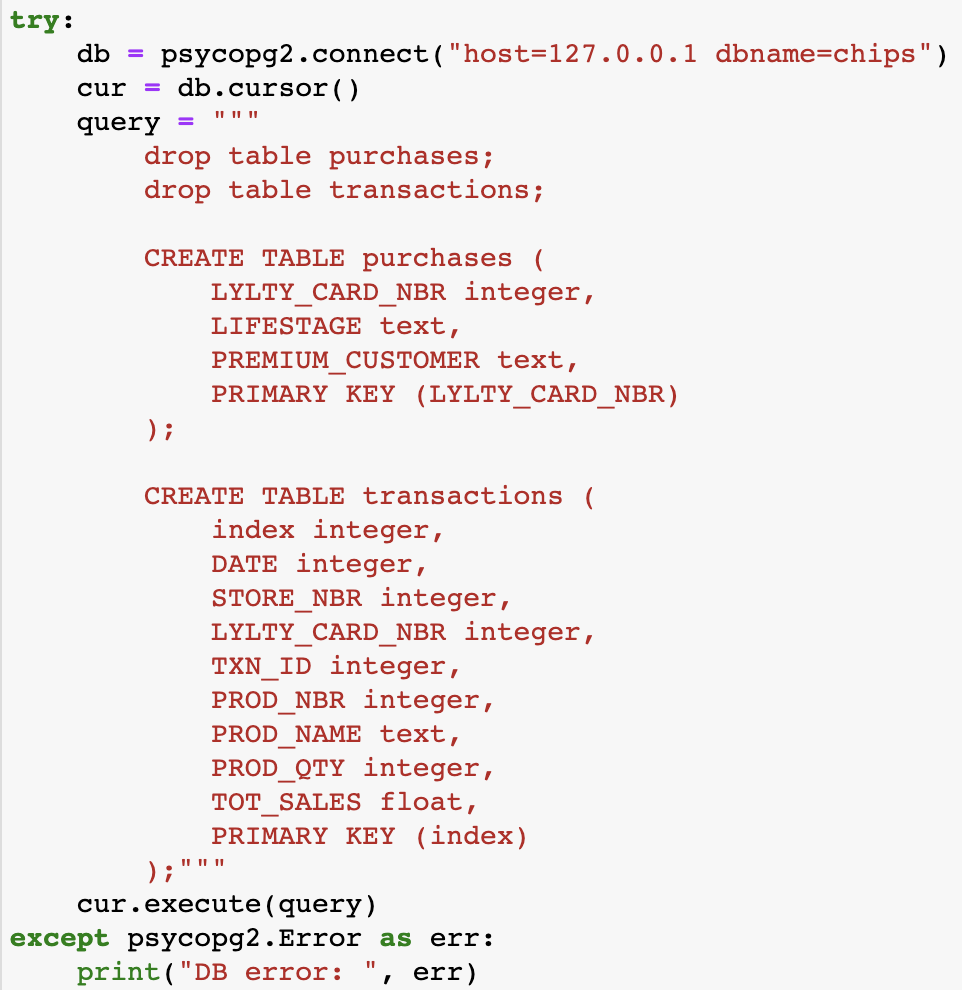 try:
    db = psycopg2.connect("host=127.0.0.1 dbname=chips")
    cur = db.cursor()
    query = """
        drop table purchases;
        drop table transactions;

        CREATE TABLE purchases (
            LYLTY_CARD_NBR integer,
            LIFESTAGE text,
            PREMIUM_CUSTOMER text,
            PRIMARY KEY (LYLTY_CARD_NBR)
        );

        CREATE TABLE transactions (
            index integer,
            DATE integer,
            STORE_NBR integer,
            LYLTY_CARD_NBR integer,
            TXN_ID integer,
            PROD_NBR integer,
            PROD_NAME text,
            PROD_QTY integer,
            TOT_SALES float,
            PRIMARY KEY (index)
        );"""
    cur.execute(query)
except psycopg2.Error as err:
    print("DB error: ", err)